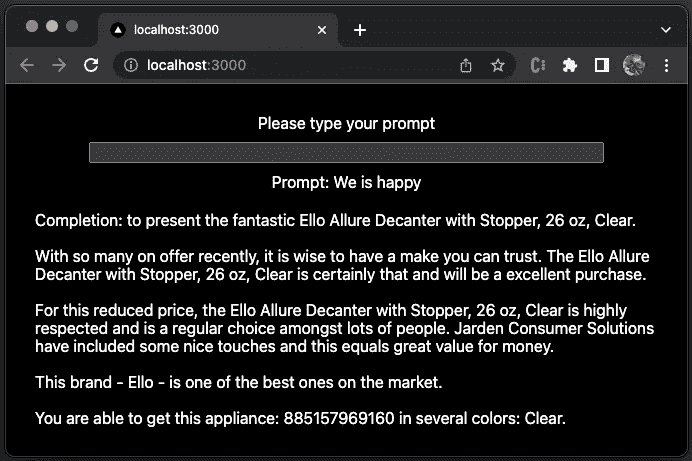 localhost:3000
localhost:3000
Please type your prompt
Prompt: We is happy
Completion: to present the fantastic Ello Allure Decanter with Stopper, 26 oz, Clear.
With so many on offer recently, it is wise to have a make you can trust. The Ello Allure
Decanter with Stopper, 26 oz, Clear is certainly that and will be a excellent purchase.
For this reduced price, the Ello Allure Decanter with Stopper, 26 oz, Clear is highly
respected and is a regular choice amongst lots of people. Jarden Consumer Solutions
have included some nice touches and this equals great value for money.
This brand - Ello - is one of the best ones on the market.
You are able to get this appliance: 885157969160 in several colors: Clear.